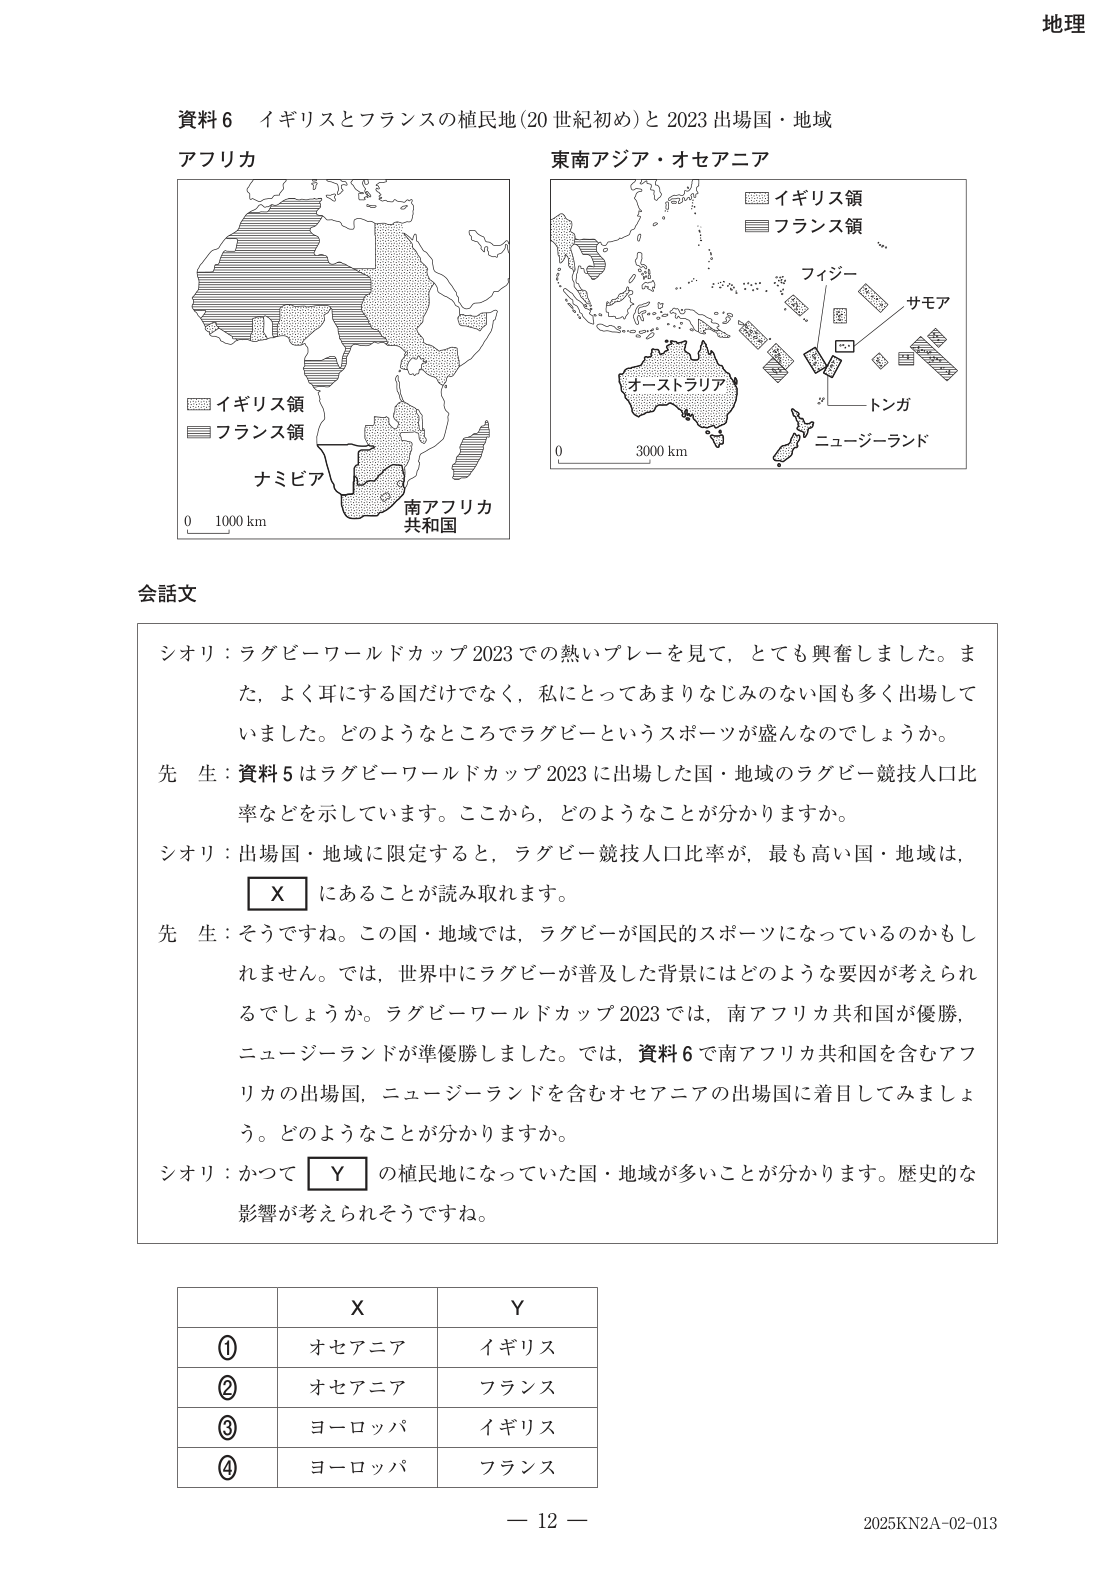 地理
資料6 イギリスとフランスの植民地(20世紀初め)と2023出場国・地域
アフリカ
イギリス領
フランス領
ナミビア
南アフリカ
共和国
0 1000 km
東南アジア・オセアニア
イギリス領
フランス領
フィジー
サモア
オーストラリア
トンガ
ニュージーランド
0 3000 km
会話文
シオリ：ラグビーワールドカップ2023での熱いプレーを見て，とても興奮しました。ま
た，よく耳にする国だけでなく，私にとってあまりなじみのない国も多く出場して
いました。どのようなところでラグビーというスポーツが盛んなのでしょうか。
先 生：資料5はラグビーワールドカップ2023に出場した国・地域のラグビー競技人口比
率などを示しています。ここから，どのようなことが分かりますか。
シオリ：出場国・地域に限定すると，ラグビー競技人口比率が，最も高い国・地域は，
X にあることが読み取れます。
先 生：そうですね。この国・地域では，ラグビーが国民的スポーツになっているのかもし
れません。では，世界中にラグビーが普及した背景にはどのような要因が考えられ
るでしょうか。ラグビーワールドカップ2023では，南アフリカ共和国が優勝，
ニュージーランドが準優勝しました。では，資料6で南アフリカ共和国を含むアフ
リカの出場国，ニュージーランドを含むオセアニアの出場国に着目してみましょ
う。どのようなことが分かりますか。
シオリ：かつて Y の植民地になっていた国・地域が多いことが分かります。歴史的な
影響が考えられそうですね。
X Y
① オセアニア イギリス
② オセアニア フランス
③ ヨーロッパ イギリス
④ ヨーロッパ フランス
― 12 ―
2025KN2A-02-013